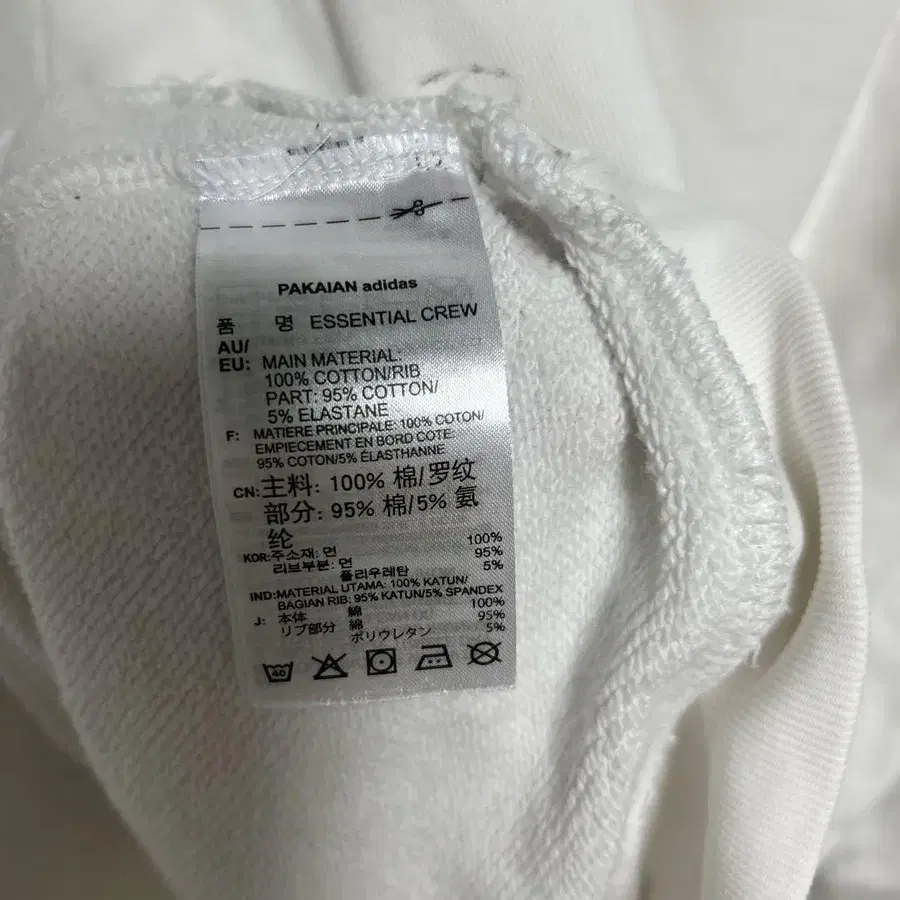 PAKAIAN adidas
품 명 ESSENTIAL CREW
AU/
EU: MAIN MATERIAL:
100% COTTON/RIB
PART: 95% COTTON/
5% ELASTANE
F: MATIERE PRINCIPALE: 100% COTON/
EMPIECEMENT EN BORD COTE:
95% COTON/5% ÉLASTHANNE
CN: 主料: 100% 棉/罗纹
部分: 95% 棉/5% 氨
纶
KOR: 주소재: 면 100%
리브부분: 면 95%
폴리우레탄 5%
IND: MATERIAL UTAMA: 100% KATUN/
BAGIAN RIB: 95% KATUN/5% SPANDEX
J: 本体 綿 100%
リブ部分 綿 95%
ポリウレタン 5%
40